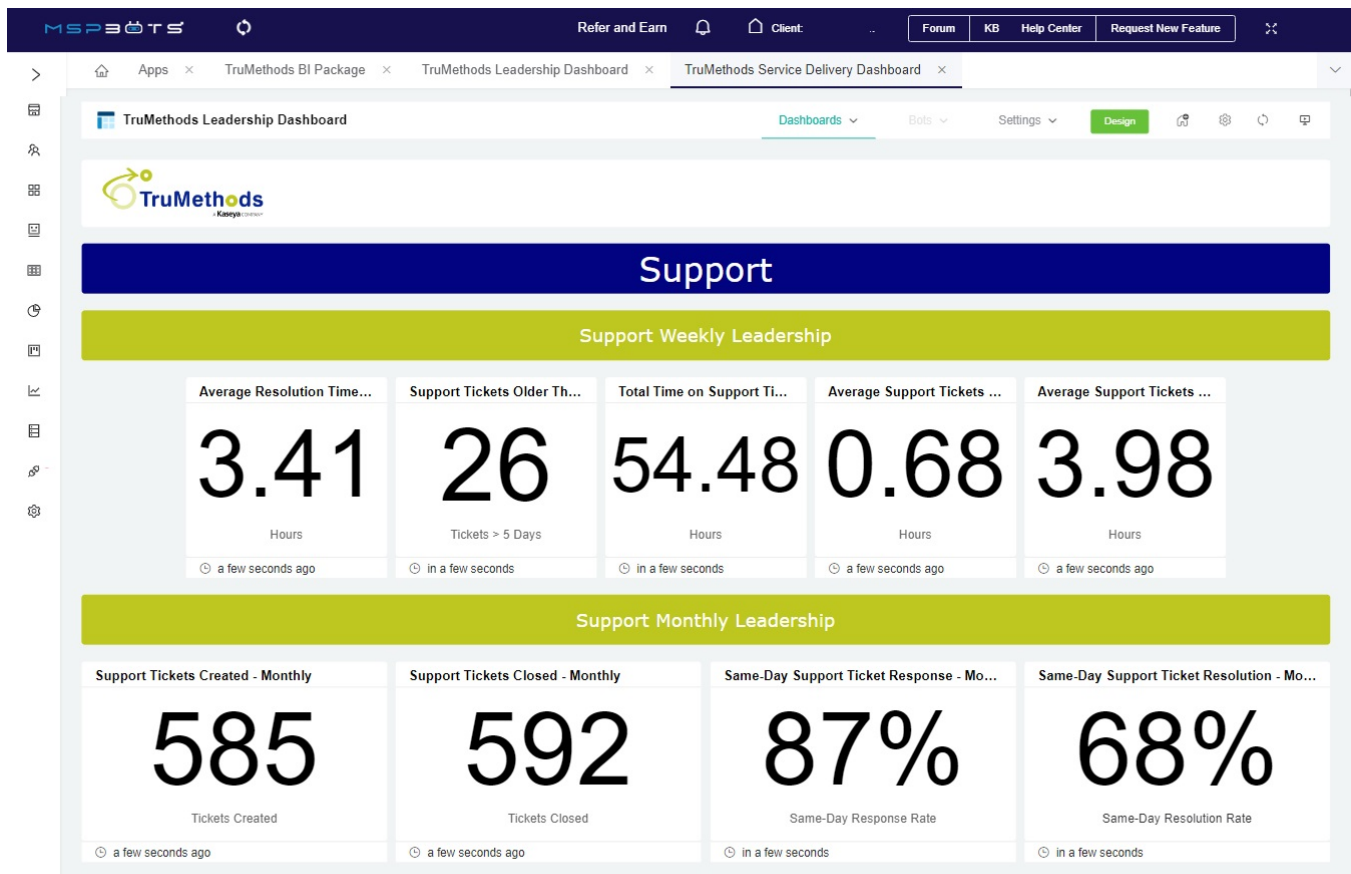 MSPBOTS
Refer and Earn
Client:
..
Forum
KB
Help Center
Request New Feature
Apps ×
TruMethods BI Package ×
TruMethods Leadership Dashboard ×
TruMethods Service Delivery Dashboard ×
TruMethods Leadership Dashboard
Dashboards
Bots
Settings
Design
TruMethods
A Kaseya COMPANY
Support
Support Weekly Leadership
Average Resolution Time...
Support Tickets Older Th...
Total Time on Support Ti...
Average Support Tickets ...
Average Support Tickets ...
3.41
26
54.48
0.68
3.98
Hours
Tickets > 5 Days
Hours
Hours
Hours
a few seconds ago
in a few seconds
in a few seconds
a few seconds ago
a few seconds ago
Support Monthly Leadership
Support Tickets Created - Monthly
Support Tickets Closed - Monthly
Same-Day Support Ticket Response - Mo...
Same-Day Support Ticket Resolution - Mo...
585
592
87%
68%
Tickets Created
Tickets Closed
Same-Day Response Rate
Same-Day Resolution Rate
a few seconds ago
a few seconds ago
in a few seconds
in a few seconds